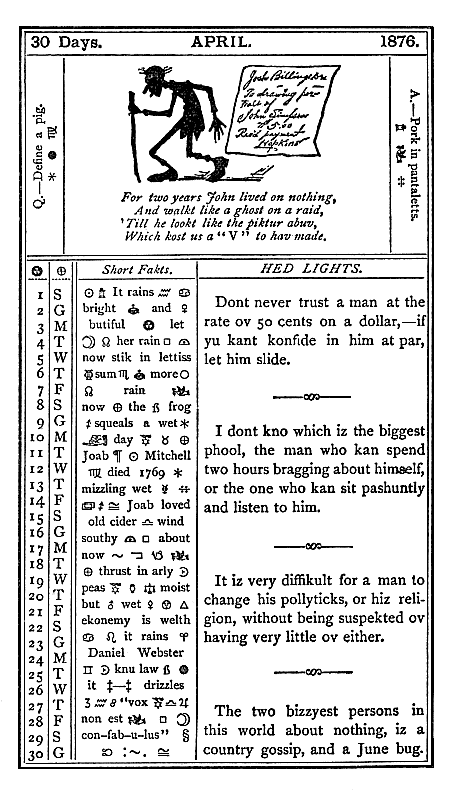 30 Days. APRIL. 1876.
Q.—Define a pig.
Josh Billings Dr
To drawing por-
trait of
John Simpson
$5.00
Rec'd payment
Hopkins
A.—Pork in pantaletts.
For two years John lived on nothing,
And walkt like a ghost on a raid,
'Till he lookt like the piktur abuv,
Which kost us a "V" to hav made.
Short Fakts.
HED LIGHTS.
1 S It rains
2 G bright and
3 M butiful let
4 T her rain
5 W now stik in lettiss
6 T sum more
7 F rain
8 S now the frog
9 G squeals a wet
10 M day
11 T Joab ¶ Mitchell
12 W died 1769 *
13 T mizzling wet
14 F Joab loved
15 S old cider wind
16 G southy about
17 M now
18 T thrust in arly
19 W peas moist
20 T but wet
21 F ekonemy is welth
22 S it rains
23 G Daniel Webster
24 M knu law
25 T it ‡—‡ drizzles
26 W "vox
27 T non est
28 F con-fab-u-lus" §
29 S
30 G
Dont never trust a man at the
rate ov 50 cents on a dollar,—if
yu kant konfide in him at par,
let him slide.
I dont kno which iz the biggest
phool, the man who kan spend
two hours bragging about himself,
or the one who kan sit pashuntly
and listen to him.
It iz very diffikult for a man to
change his pollyticks, or hiz reli-
gion, without being suspekted ov
having very little ov either.
The two bizzyest persons in
this world about nothing, iz a
country gossip, and a June bug.